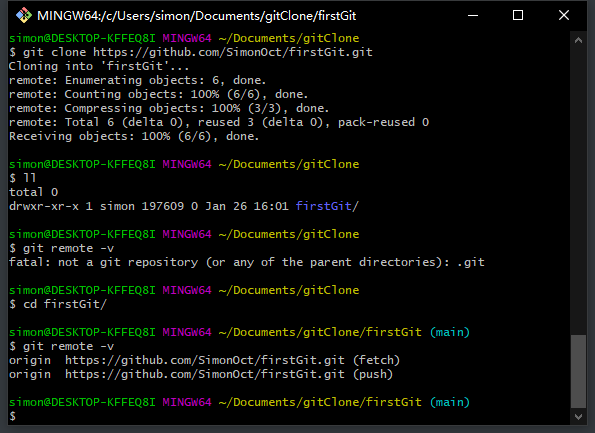 MINGW64:/c/Users/simon/Documents/gitClone/firstGit
simon@DESKTOP-KFFEQ8I MINGW64 ~/Documents/gitClone
$ git clone https://github.com/SimonOct/firstGit.git
Cloning into 'firstGit'...
remote: Enumerating objects: 6, done.
remote: Counting objects: 100% (6/6), done.
remote: Compressing objects: 100% (3/3), done.
remote: Total 6 (delta 0), reused 3 (delta 0), pack-reused 0
Receiving objects: 100% (6/6), done.
simon@DESKTOP-KFFEQ8I MINGW64 ~/Documents/gitClone
$ ll
total 0
drwxr-xr-x 1 simon 197609 0 Jan 26 16:01 firstGit/
simon@DESKTOP-KFFEQ8I MINGW64 ~/Documents/gitClone
$ git remote -v
fatal: not a git repository (or any of the parent directories): .git
simon@DESKTOP-KFFEQ8I MINGW64 ~/Documents/gitClone
$ cd firstGit/
simon@DESKTOP-KFFEQ8I MINGW64 ~/Documents/gitClone/firstGit (main)
$ git remote -v
origin  https://github.com/SimonOct/firstGit.git (fetch)
origin  https://github.com/SimonOct/firstGit.git (push)
simon@DESKTOP-KFFEQ8I MINGW64 ~/Documents/gitClone/firstGit (main)
$